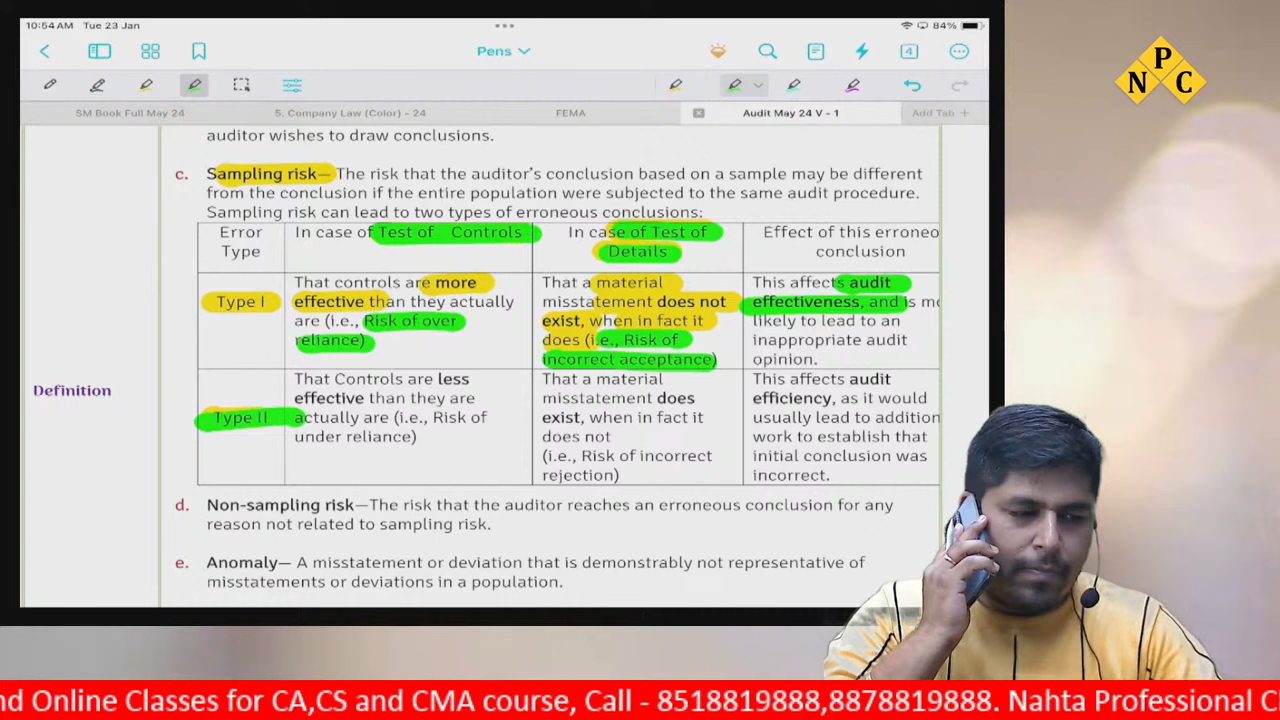 10:54 AM Tue 23 Jan
84%
Pens
4
SM Book Full May 24
5. Company Law (Color) - 24
FEMA
Audit May 24 V - 1
Add Tab +
auditor wishes to draw conclusions.
c. Sampling risk— The risk that the auditor's conclusion based on a sample may be different
from the conclusion if the entire population were subjected to the same audit procedure.
Sampling risk can lead to two types of erroneous conclusions:
Error Type
In case of Test of Controls
In case of Test of Details
Effect of this erroneo
conclusion
Type I
That controls are more
effective than they actually
are (i.e., Risk of over
reliance)
That a material
misstatement does not
exist, when in fact it
does (i.e., Risk of
incorrect acceptance)
This affects audit
effectiveness, and is mo
likely to lead to an
inappropriate audit
opinion.
Definition
Type II
That Controls are less
effective than they are
actually are (i.e., Risk of
under reliance)
That a material
misstatement does
exist, when in fact it
does not
(i.e., Risk of incorrect
rejection)
This affects audit
efficiency, as it would
usually lead to addition
work to establish that
initial conclusion was
incorrect.
d. Non-sampling risk—The risk that the auditor reaches an erroneous conclusion for any
reason not related to sampling risk.
e. Anomaly— A misstatement or deviation that is demonstrably not representative of
misstatements or deviations in a population.
N P C
nd Online Classes for CA,CS and CMA course, Call - 8518819888,8878819888. Nahta Professional Cl